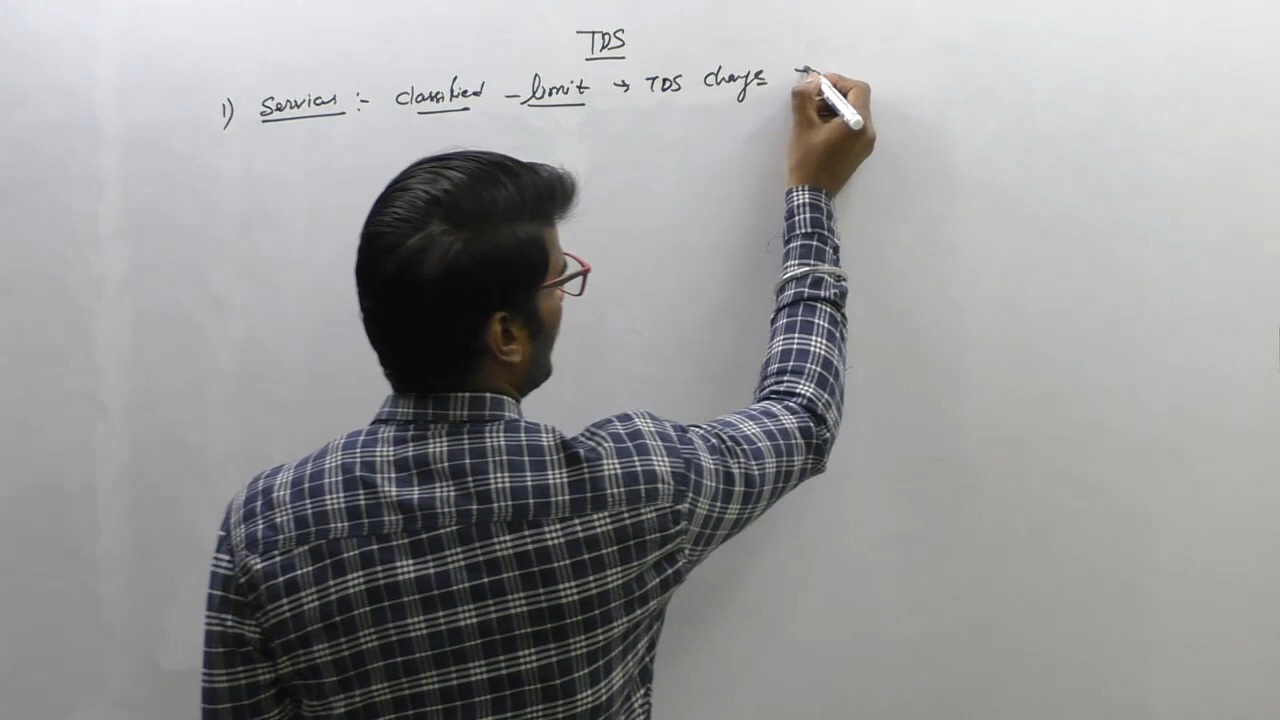 TDS
1) Services :- classified - limit → TDS charge